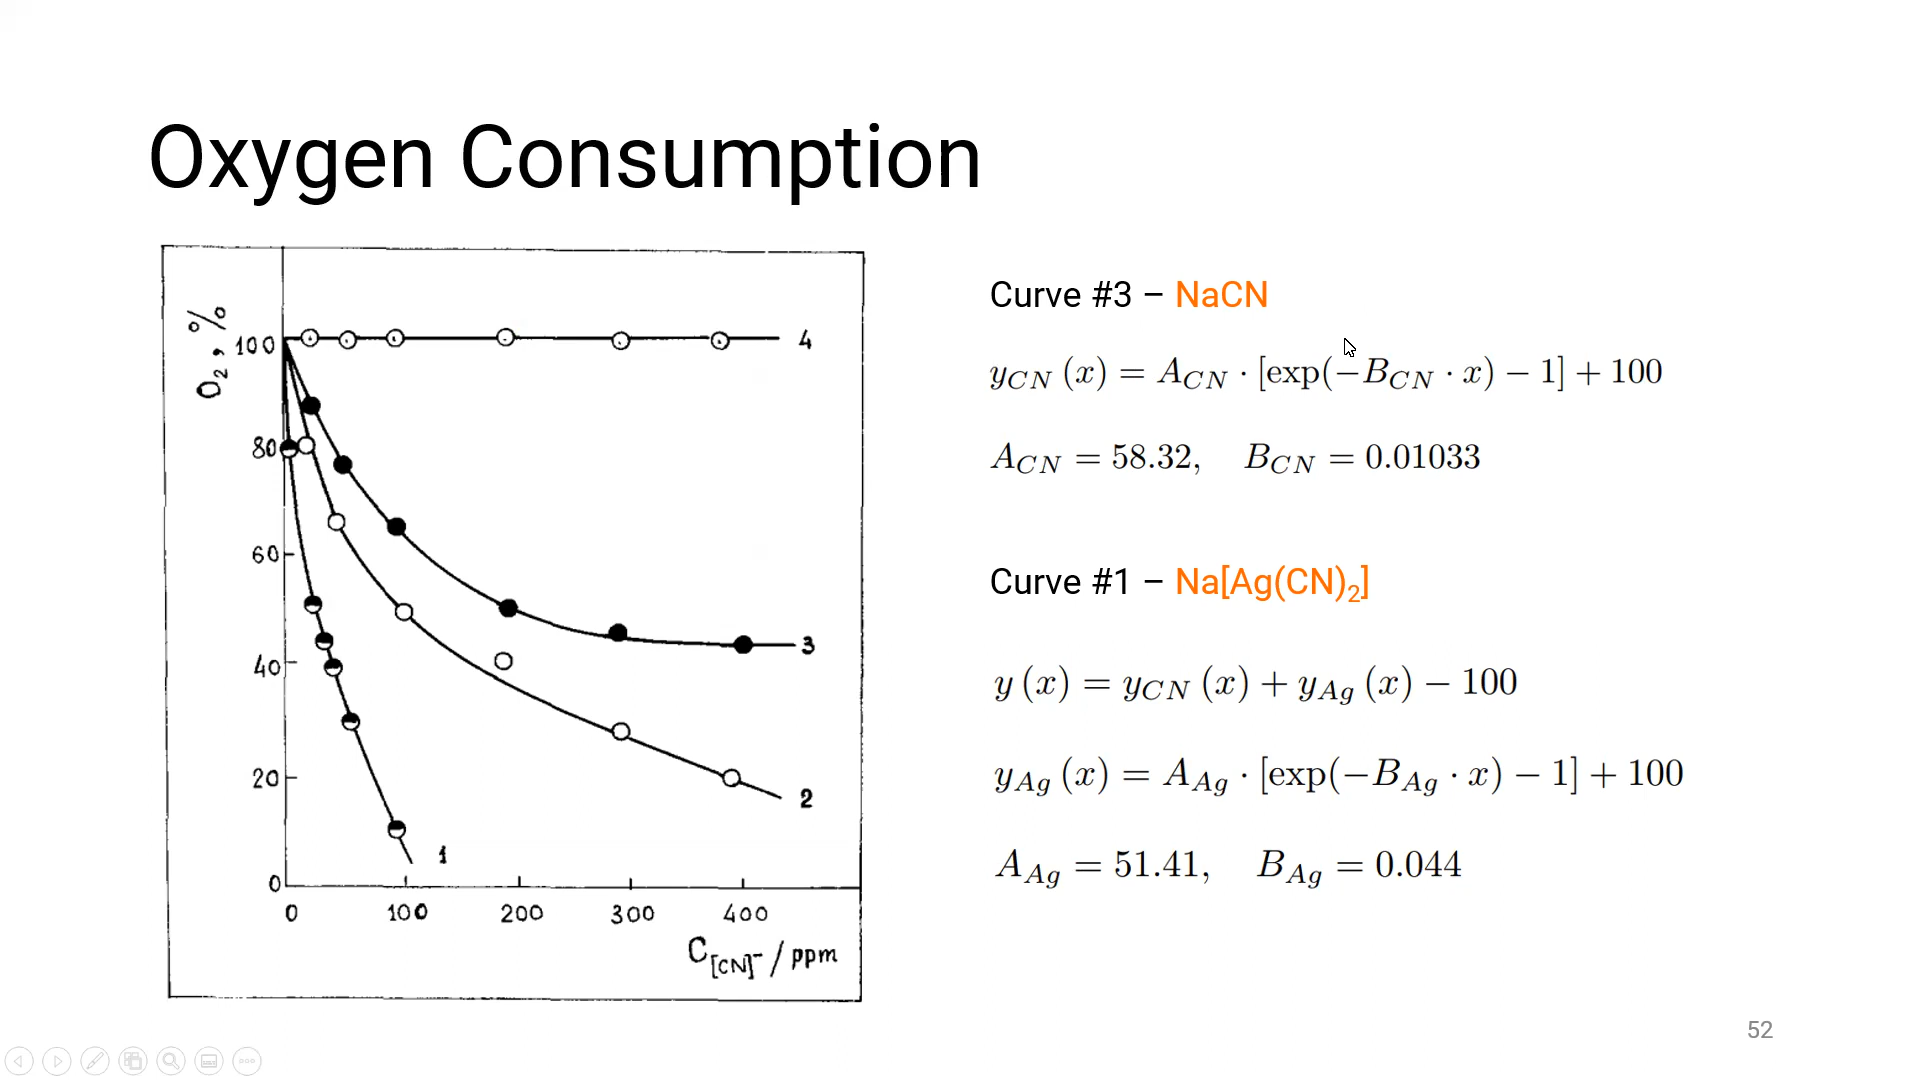 Oxygen Consumption
O₂, %
100
80
60
40
20
0
4
3
2
1
0 100 200 300 400
C[CN]⁻ / ppm
Curve #3 – NaCN
y_CN (x) = A_CN · [exp(−B_CN · x) − 1] + 100
A_CN = 58.32, B_CN = 0.01033
Curve #1 – Na[Ag(CN)₂]
y (x) = y_CN (x) + y_Ag (x) − 100
y_Ag (x) = A_Ag · [exp(−B_Ag · x) − 1] + 100
A_Ag = 51.41, B_Ag = 0.044
52